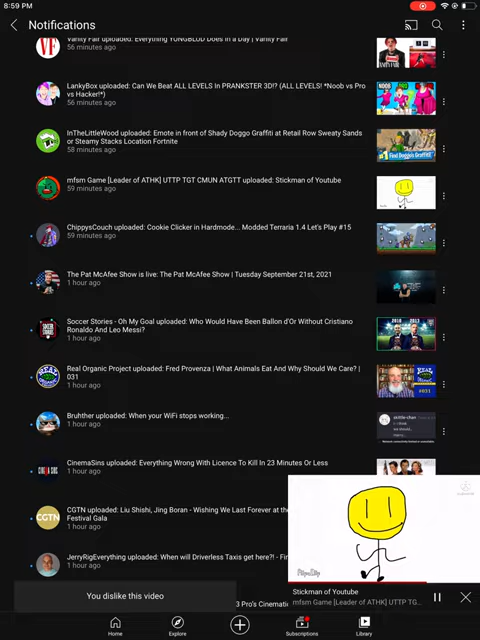 8:59 PM
Notifications
Vanity Fair uploaded: Everything YUNGBLUD Does in a Day | Vanity Fair
56 minutes ago
LankyBox uploaded: Can We Beat ALL LEVELS In PRANKSTER 3D!? (ALL LEVELS! *Noob vs Pro
vs Hacker!*)
56 minutes ago
InTheLittleWood uploaded: Emote in front of Shady Doggo Graffiti at Retail Row Sweaty Sands
or Steamy Stacks Location Fortnite
58 minutes ago
mfsm Game [Leader of ATHK] UTTP TGT CMUN ATGTT uploaded: Stickman of Youtube
59 minutes ago
ChippysCouch uploaded: Cookie Clicker in Hardmode... Modded Terraria 1.4 Let's Play #15
59 minutes ago
The Pat McAfee Show is live: The Pat McAfee Show | Tuesday September 21st, 2021
1 hour ago
Soccer Stories - Oh My Goal uploaded: Who Would Have Been Ballon d'Or Without Cristiano
Ronaldo And Leo Messi?
1 hour ago
Real Organic Project uploaded: Fred Provenza | What Animals Eat And Why Should We Care? |
031
1 hour ago
Bruhther uploaded: When your WiFi stops working...
1 hour ago
CinemaSins uploaded: Everything Wrong With Licence To Kill In 23 Minutes Or Less
1 hour ago
CGTN uploaded: Liu Shishi, Jing Boran - Wishing We Last Forever at the
Festival Gala
1 hour ago
JerryRigEverything uploaded: When will Driverless Taxis get here?! - Fin
1 hour ago
3 Pro's Cinematic
You dislike this video
FlipaClip
Stickman of Youtube
mfsm Game [Leader of ATHK] UTTP TG...
Home
Explore
Subscriptions
Library